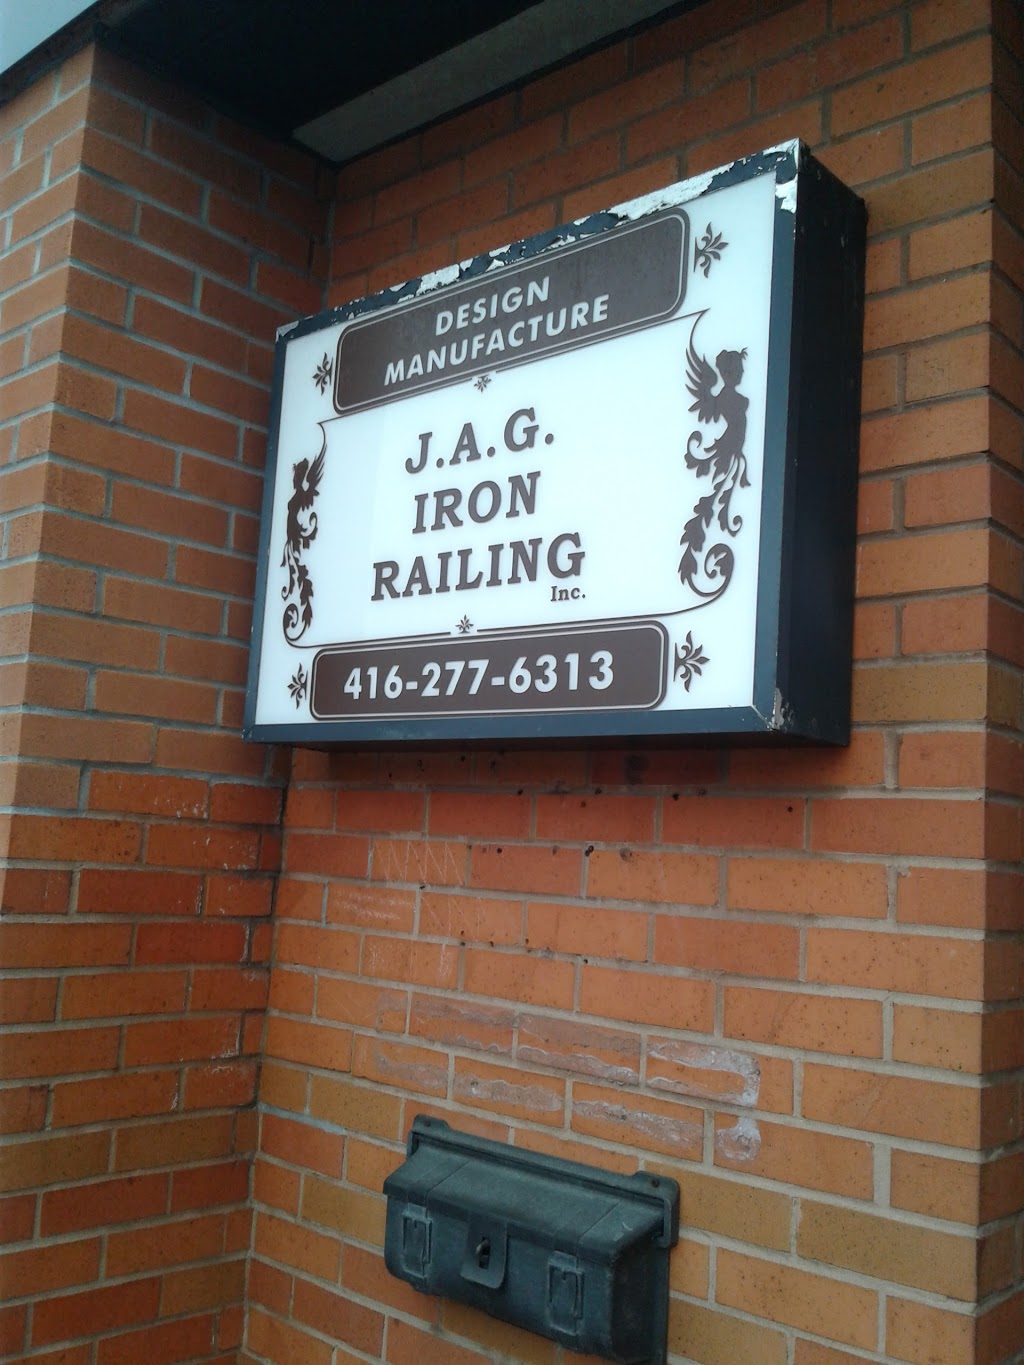 DESIGN
MANUFACTURE
J.A.G.
IRON
RAILING
Inc.
416-277-6313